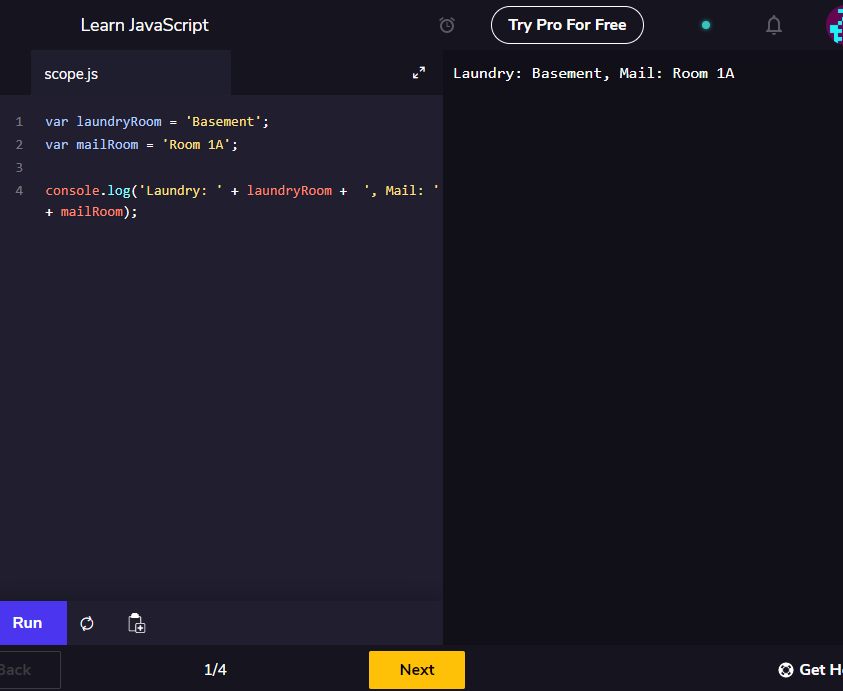 Learn JavaScript
Try Pro For Free
scope.js
Laundry: Basement, Mail: Room 1A
1 var laundryRoom = 'Basement';
2 var mailRoom = 'Room 1A';
3
4 console.log('Laundry: ' + laundryRoom +  ', Mail: '
+ mailRoom);
Run
Back
1/4
Next
Get